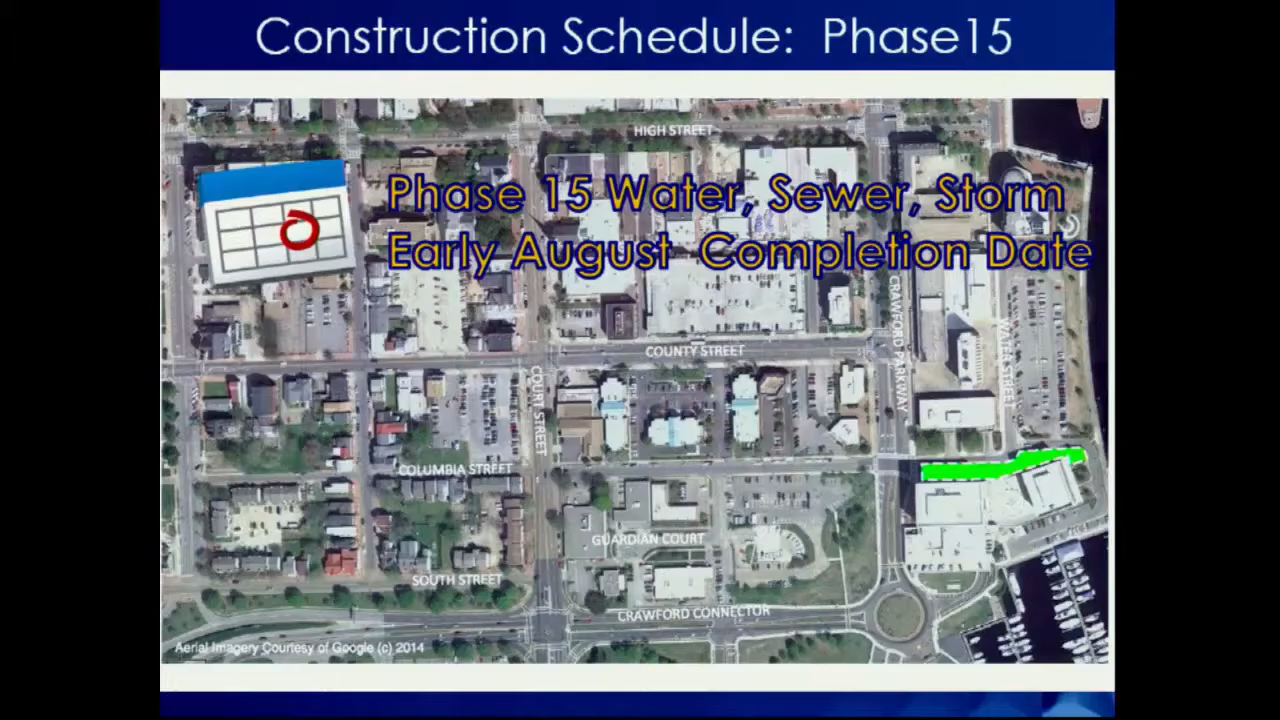 Construction Schedule: Phase15
HIGH STREET
Phase 15 Water, Sewer, Storm
Early August Completion Date
CRAWFORD PARKWAY
WATER STREET
COUNTY STREET
COURT STREET
COLUMBIA STREET
GUARDIAN COURT
SOUTH STREET
CRAWFORD CONNECTOR
Aerial Imagery Courtesy of Google (c) 2014